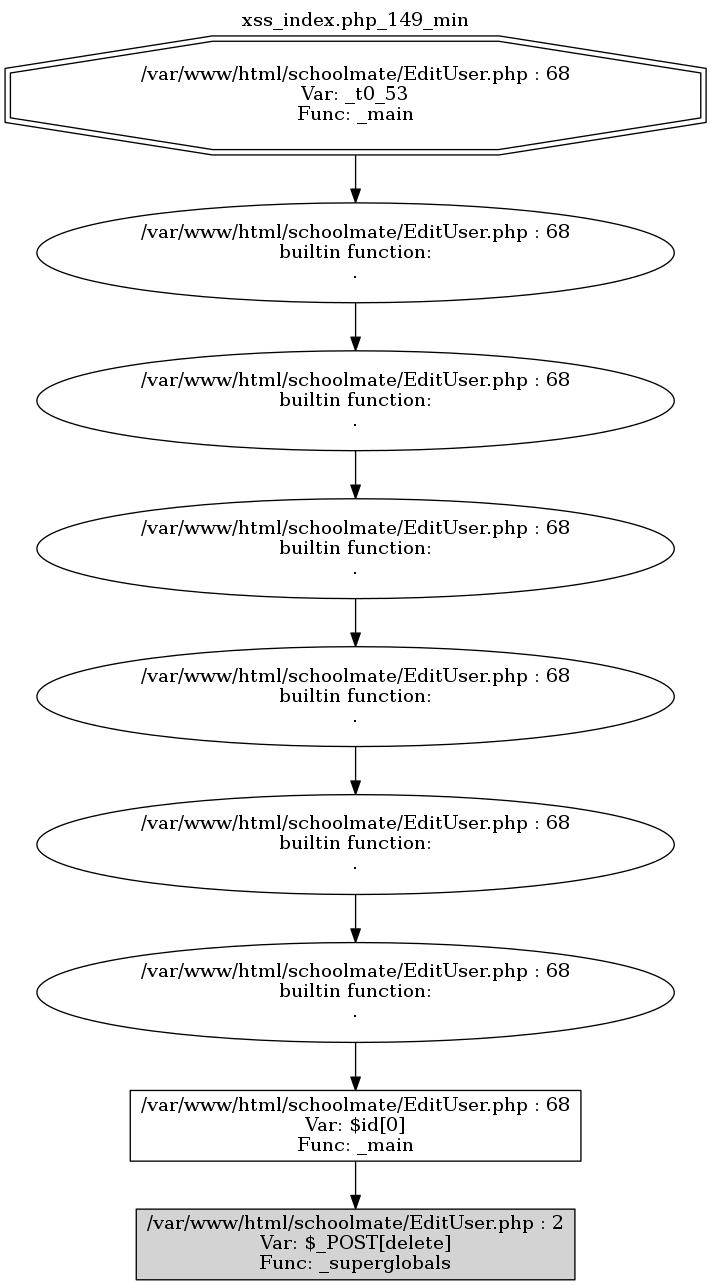 xss_index.php_149_min
/var/www/html/schoolmate/EditUser.php : 68
Var: _t0_53
Func: _main
/var/www/html/schoolmate/EditUser.php : 68
builtin function:
.
/var/www/html/schoolmate/EditUser.php : 68
builtin function:
.
/var/www/html/schoolmate/EditUser.php : 68
builtin function:
.
/var/www/html/schoolmate/EditUser.php : 68
builtin function:
.
/var/www/html/schoolmate/EditUser.php : 68
builtin function:
.
/var/www/html/schoolmate/EditUser.php : 68
builtin function:
.
/var/www/html/schoolmate/EditUser.php : 68
Var: $id[0]
Func: _main
/var/www/html/schoolmate/EditUser.php : 2
Var: $_POST[delete]
Func: _superglobals